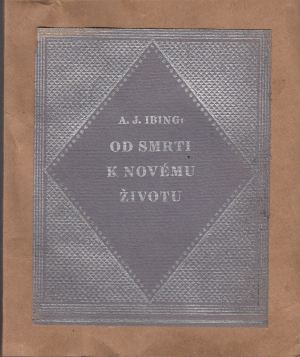 A. J. IBING:
OD SMRTI
K NOVÉMU
ŽIVOTU